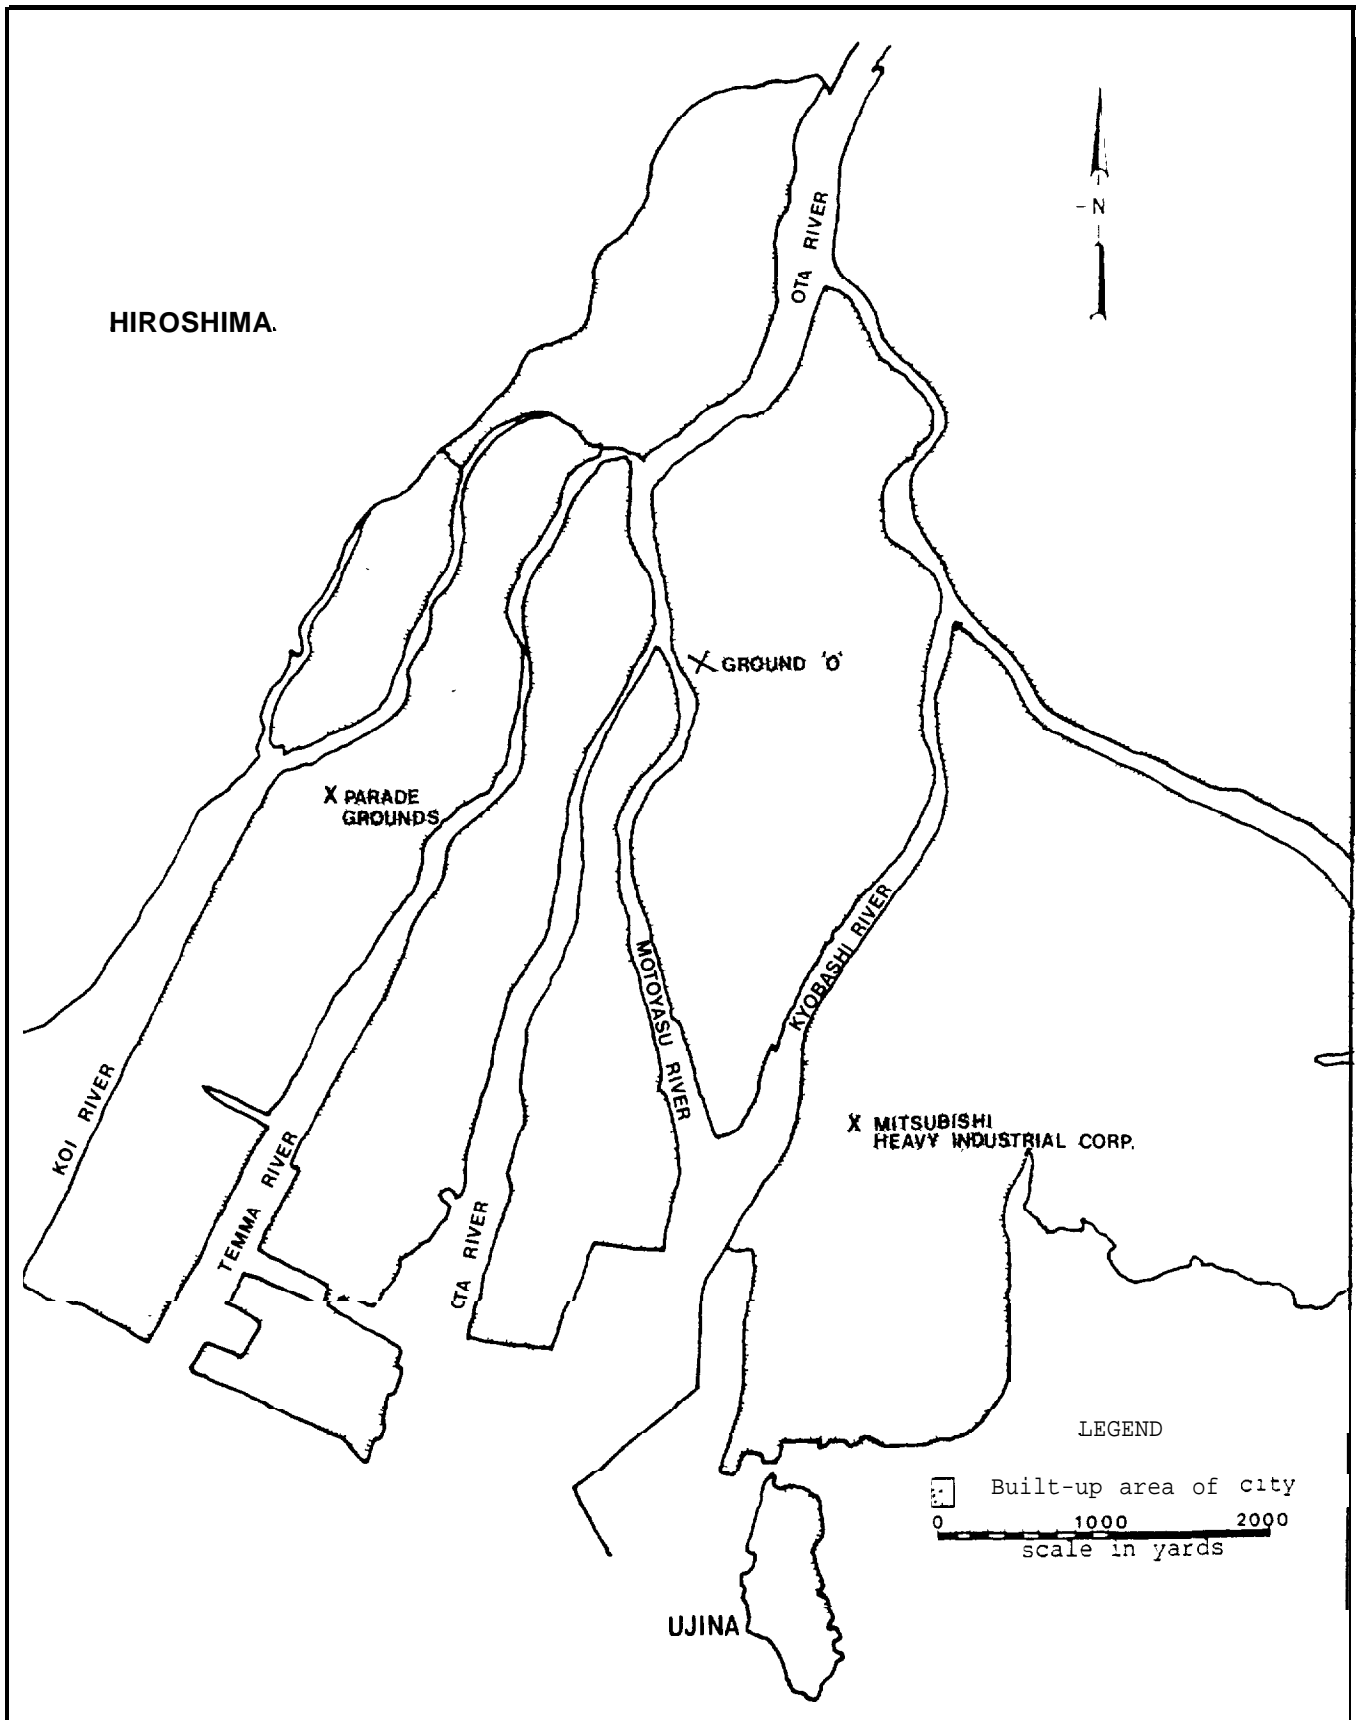 OTA RIVER
- N
HIROSHIMA.
GROUND '0'
X PARADE
GROUNDS
KYOBASHI RIVER
MOTOYASU RIVER
KOI RIVER
TEMMA RIVER
X MITSUBISHI
HEAVY INDUSTRIAL CORP.
OTA RIVER
LEGEND
Built-up area of city
0 1000 2000
scale in yards
UJINA